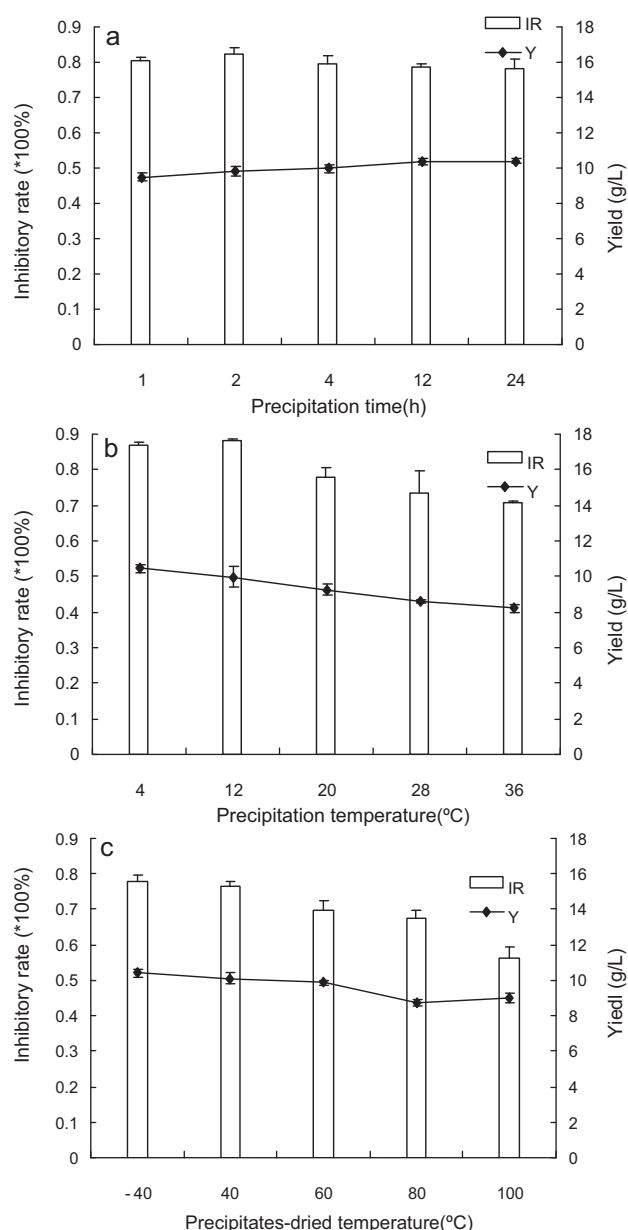 a
IR
Y
Inhibitory rate (*100%)
Yield (g/L)
0.9
0.8
0.7
0.6
0.5
0.4
0.3
0.2
0.1
0
18
16
14
12
10
8
6
4
2
0
1 2 4 12 24
Precipitation time(h)
b
IR
Y
Inhibitory rate (*100%)
Yield (g/L)
0.9
0.8
0.7
0.6
0.5
0.4
0.3
0.2
0.1
0
18
16
14
12
10
8
6
4
2
0
4 12 20 28 36
Precipitation temperature(ºC)
c
IR
Y
Inhibitory rate (*100%)
Yiedl (g/L)
0.9
0.8
0.7
0.6
0.5
0.4
0.3
0.2
0.1
0
18
16
14
12
10
8
6
4
2
0
-40 40 60 80 100
Precipitates-dried temperature(ºC)